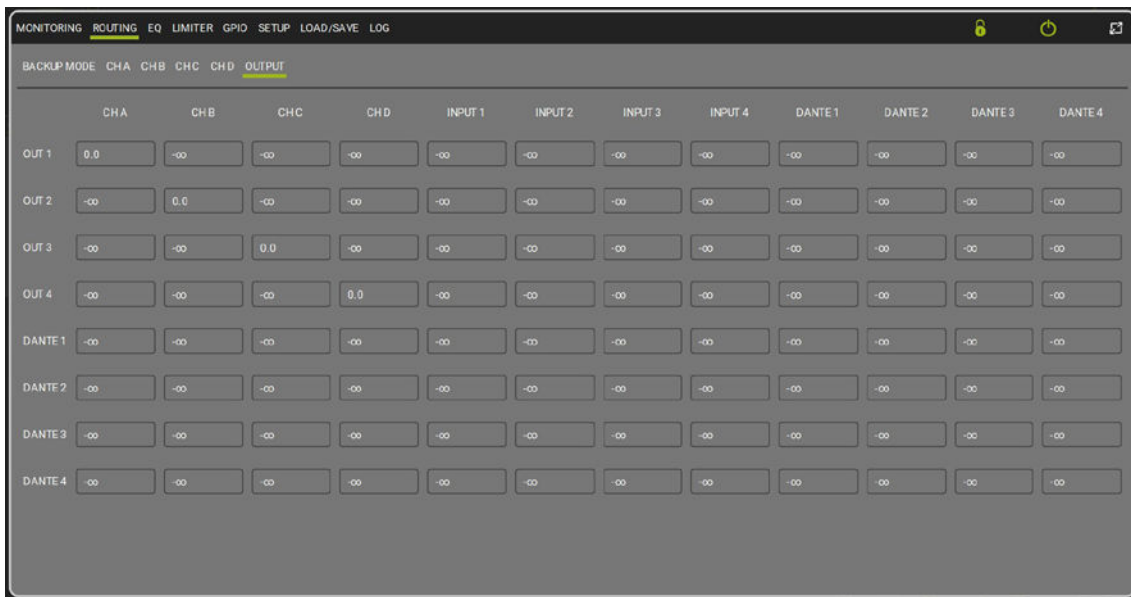 MONITORING ROUTING EQ LIMITER GPIO SETUP LOAD/SAVE LOG
BACKUP MODE CH A CH B CH C CH D OUTPUT
CH A CH B CH C CH D INPUT 1 INPUT 2 INPUT 3 INPUT 4 DANTE 1 DANTE 2 DANTE 3 DANTE 4
OUT 1 0.0 -∞ -∞ -∞ -∞ -∞ -∞ -∞ -∞ -∞ -∞ -∞
OUT 2 -∞ 0.0 -∞ -∞ -∞ -∞ -∞ -∞ -∞ -∞ -∞ -∞
OUT 3 -∞ -∞ 0.0 -∞ -∞ -∞ -∞ -∞ -∞ -∞ -∞ -∞
OUT 4 -∞ -∞ -∞ 0.0 -∞ -∞ -∞ -∞ -∞ -∞ -∞ -∞
DANTE 1 -∞ -∞ -∞ -∞ -∞ -∞ -∞ -∞ -∞ -∞ -∞ -∞
DANTE 2 -∞ -∞ -∞ -∞ -∞ -∞ -∞ -∞ -∞ -∞ -∞ -∞
DANTE 3 -∞ -∞ -∞ -∞ -∞ -∞ -∞ -∞ -∞ -∞ -∞ -∞
DANTE 4 -∞ -∞ -∞ -∞ -∞ -∞ -∞ -∞ -∞ -∞ -∞ -∞